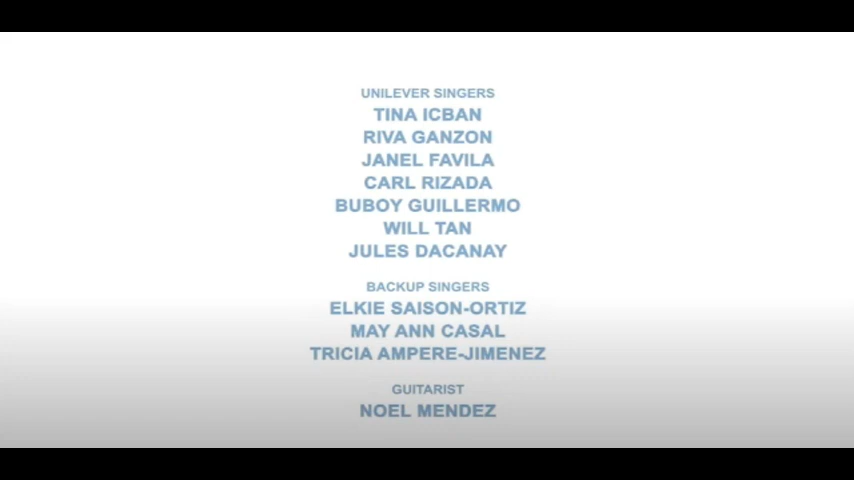 UNILEVER SINGERS
TINA ICBAN
RIVA GANZON
JANEL FAVILA
CARL RIZADA
BUBOY GUILLERMO
WILL TAN
JULES DACANAY
BACKUP SINGERS
ELKIE SAISON-ORTIZ
MAY ANN CASAL
TRICIA AMPERE-JIMENEZ
GUITARIST
NOEL MENDEZ